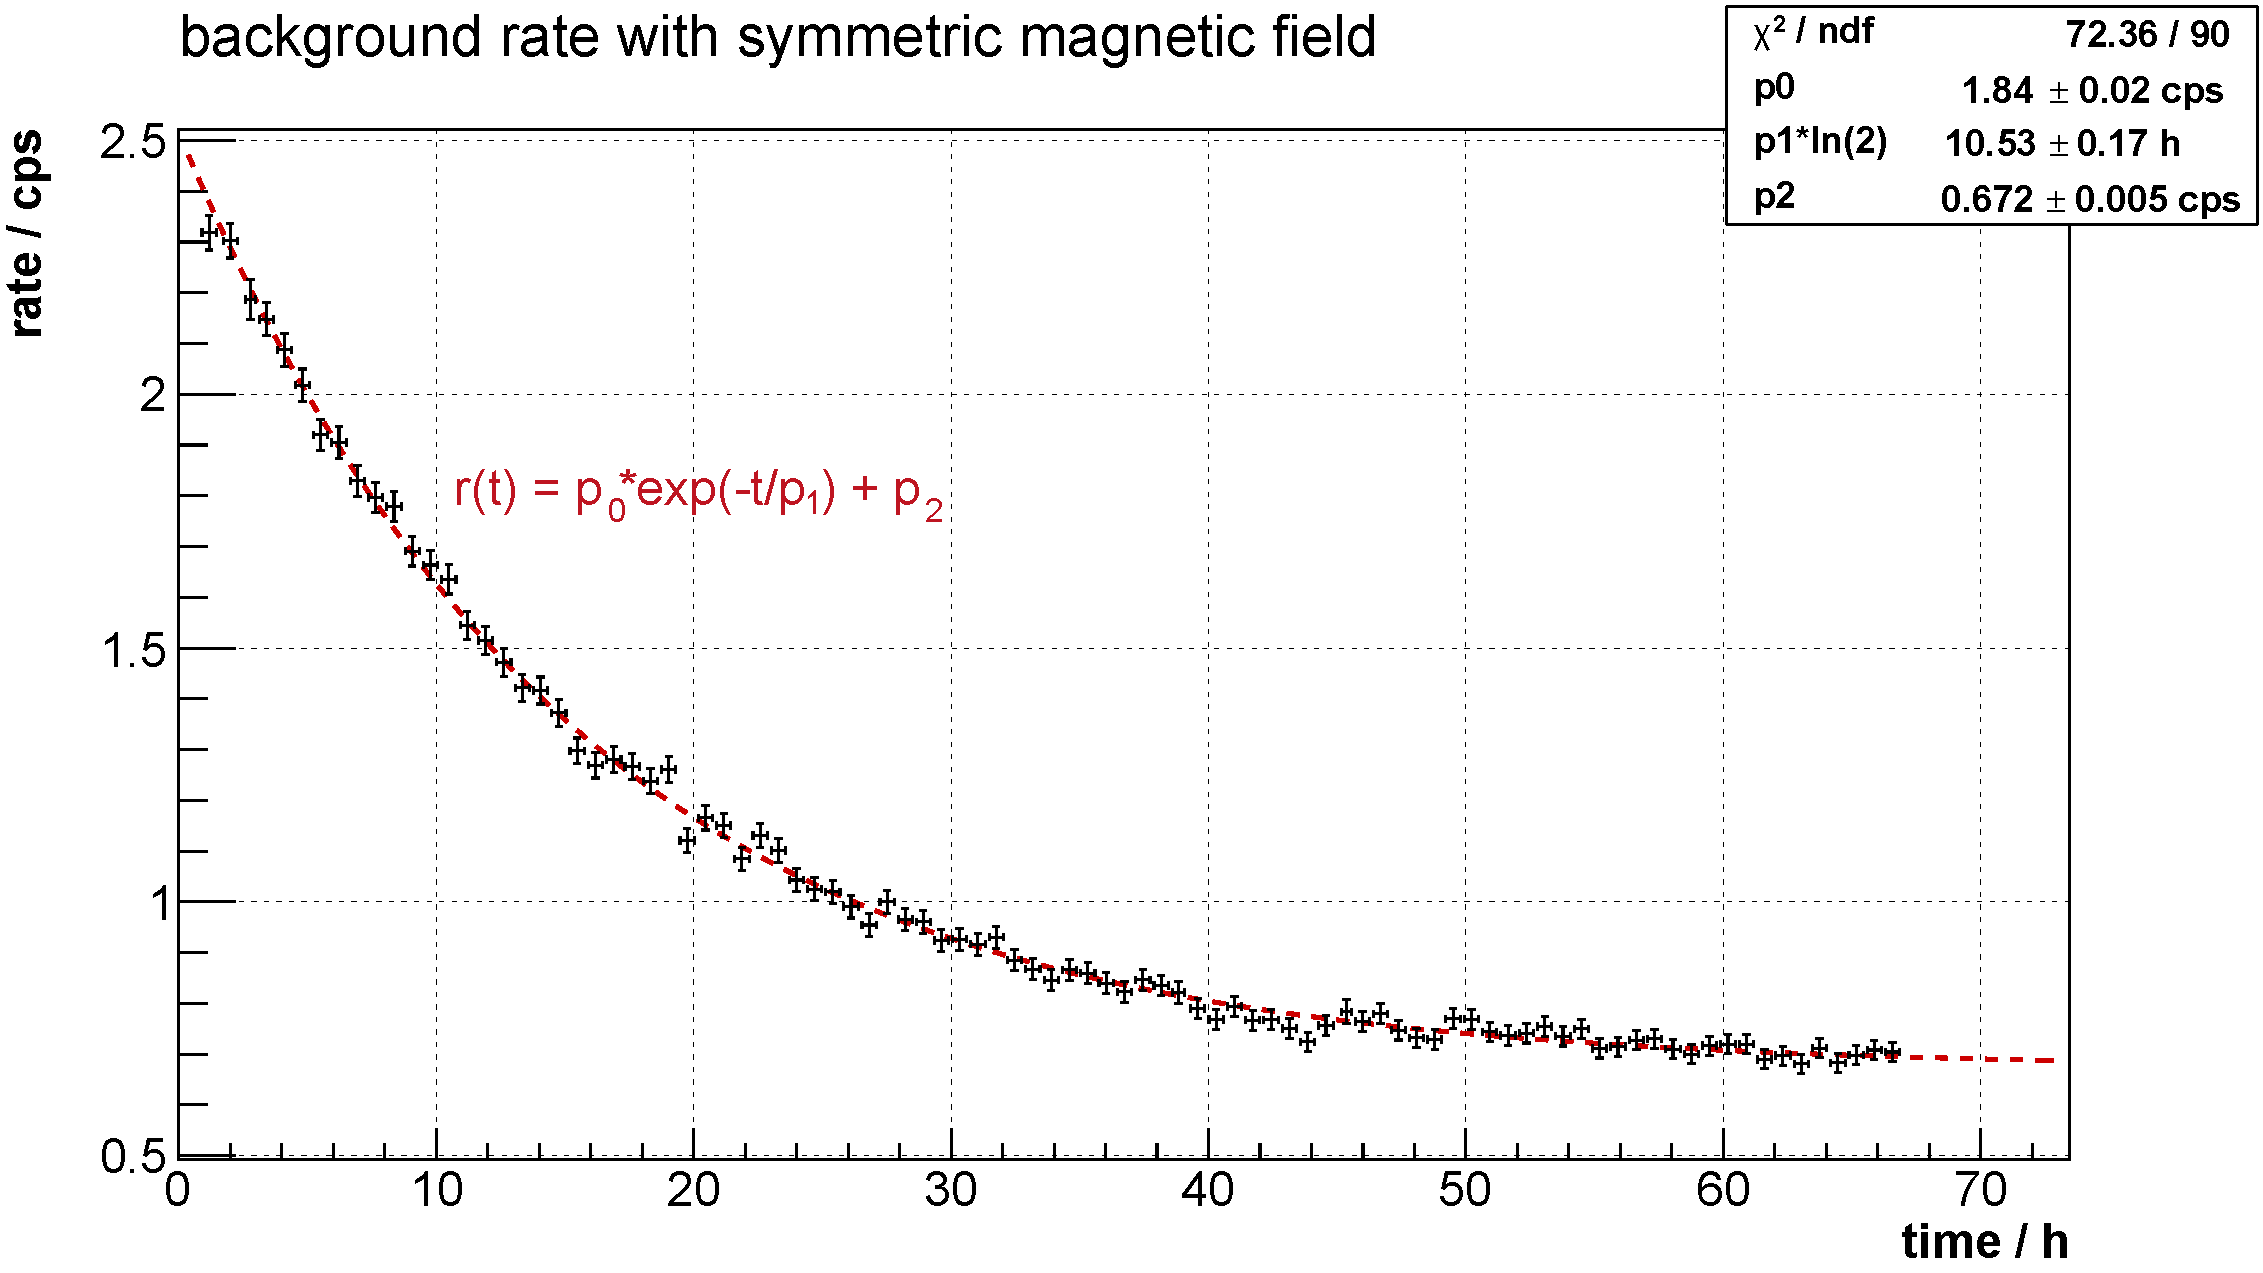 background rate with symmetric magnetic field
χ² / ndf 72.36 / 90
p0 1.84 ± 0.02 cps
p1*ln(2) 10.53 ± 0.17 h
p2 0.672 ± 0.005 cps
rate / cps
2.5
2
1.5
1
0.5
r(t) = p₀*exp(-t/p₁) + p₂
0 10 20 30 40 50 60 70
time / h